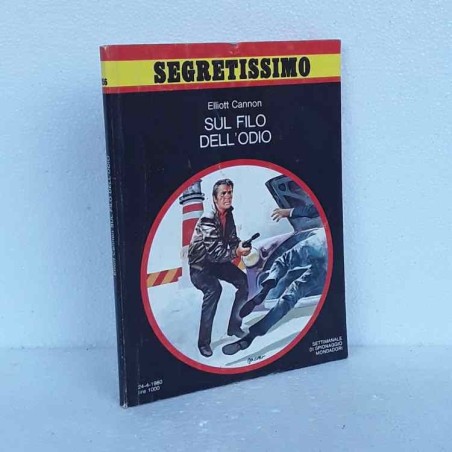 SEGRETISSIMO
Elliott Cannon
SUL FILO
DELL'ODIO
SETTIMANALE
DI SPIONAGGIO
MONDADORI
24-4-1980
lire 1000